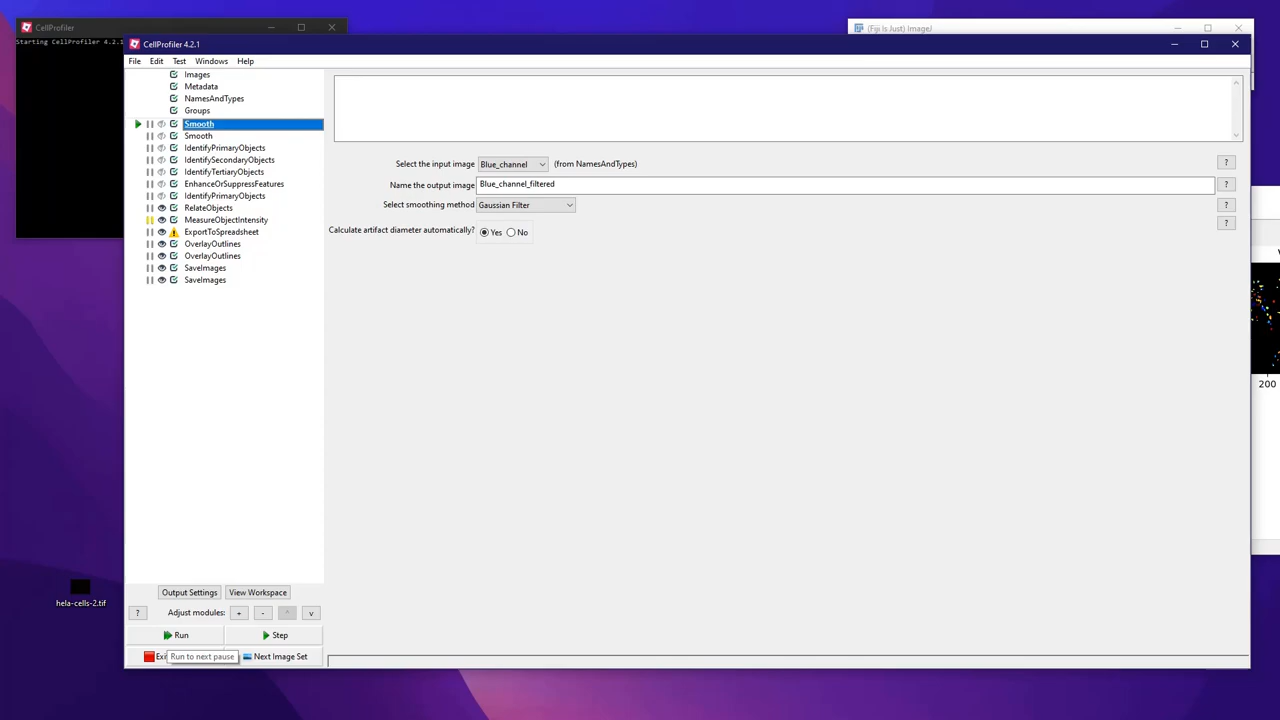 CellProfiler
(Fiji Is Just) ImageJ
Starting CellProfiler 4.2.1
CellProfiler 4.2.1
File Edit Test Windows Help
Images
Metadata
NamesAndTypes
Groups
Smooth
Smooth
IdentifyPrimaryObjects
IdentifySecondaryObjects
IdentifyTertiaryObjects
EnhanceOrSuppressFeatures
IdentifyPrimaryObjects
RelateObjects
MeasureObjectIntensity
ExportToSpreadsheet
OverlayOutlines
OverlayOutlines
SaveImages
SaveImages
Select the input image Blue_channel (from NamesAndTypes) ?
Name the output image Blue_channel_filtered ?
Select smoothing method Gaussian Filter ?
Calculate artifact diameter automatically? Yes No ?
200
hela-cells-2.tif
Output Settings View Workspace
? Adjust modules: + - ^ v
Run Step
Run to next pause Next Image Set